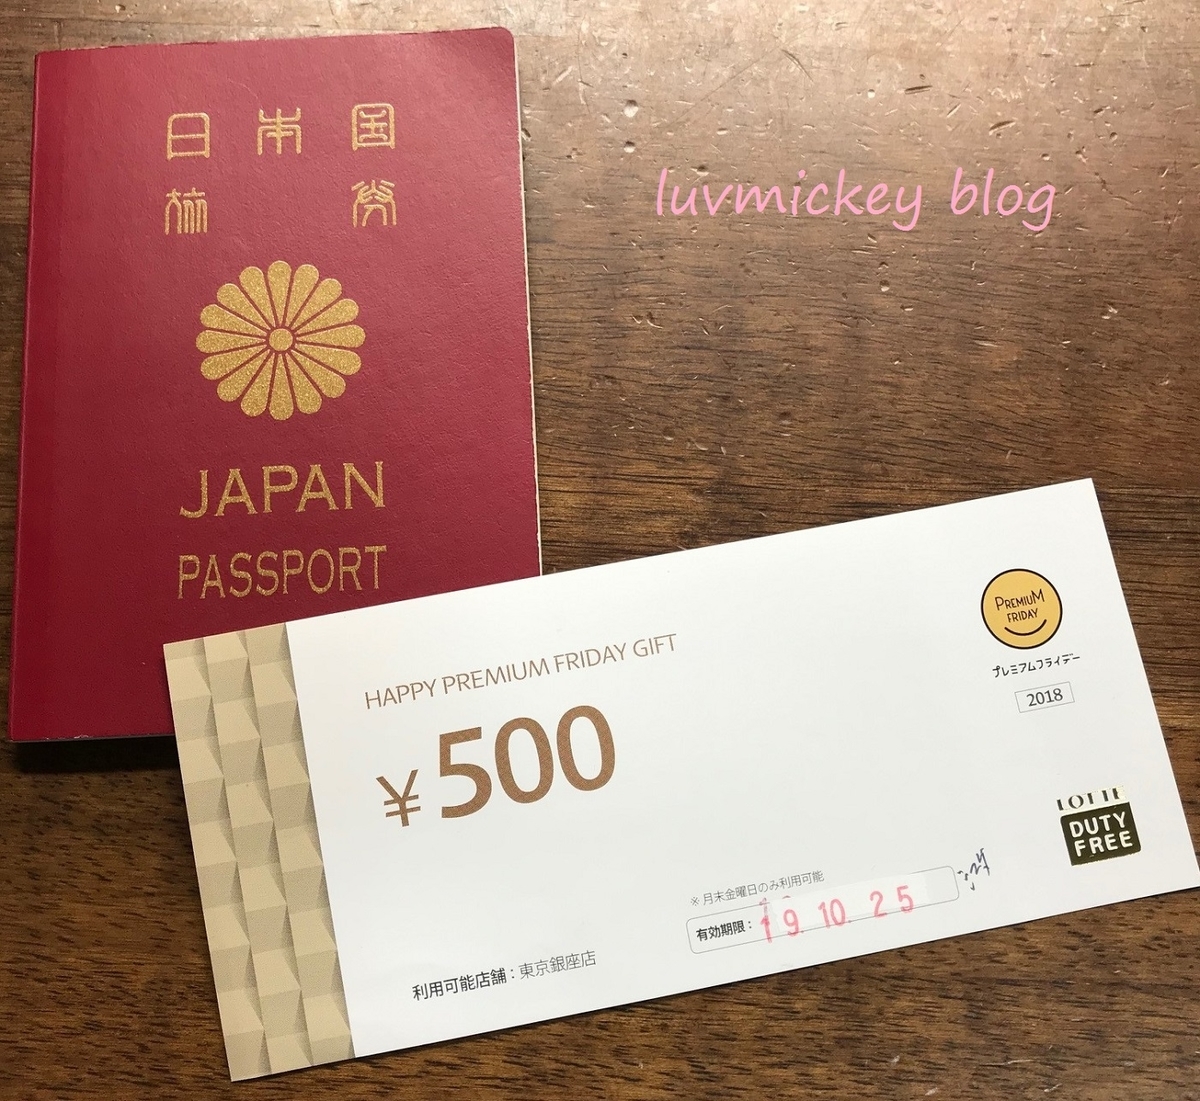 日本国
旅券
JAPAN
PASSPORT
luvmickey blog
HAPPY PREMIUM FRIDAY GIFT
¥500
PREMIUM
FRIDAY
プレミアムフライデー
2018
LOTTE
DUTY
FREE
※ 月末金曜日のみ利用可能
有効期限： 19. 10. 25
利用可能店舗：東京銀座店